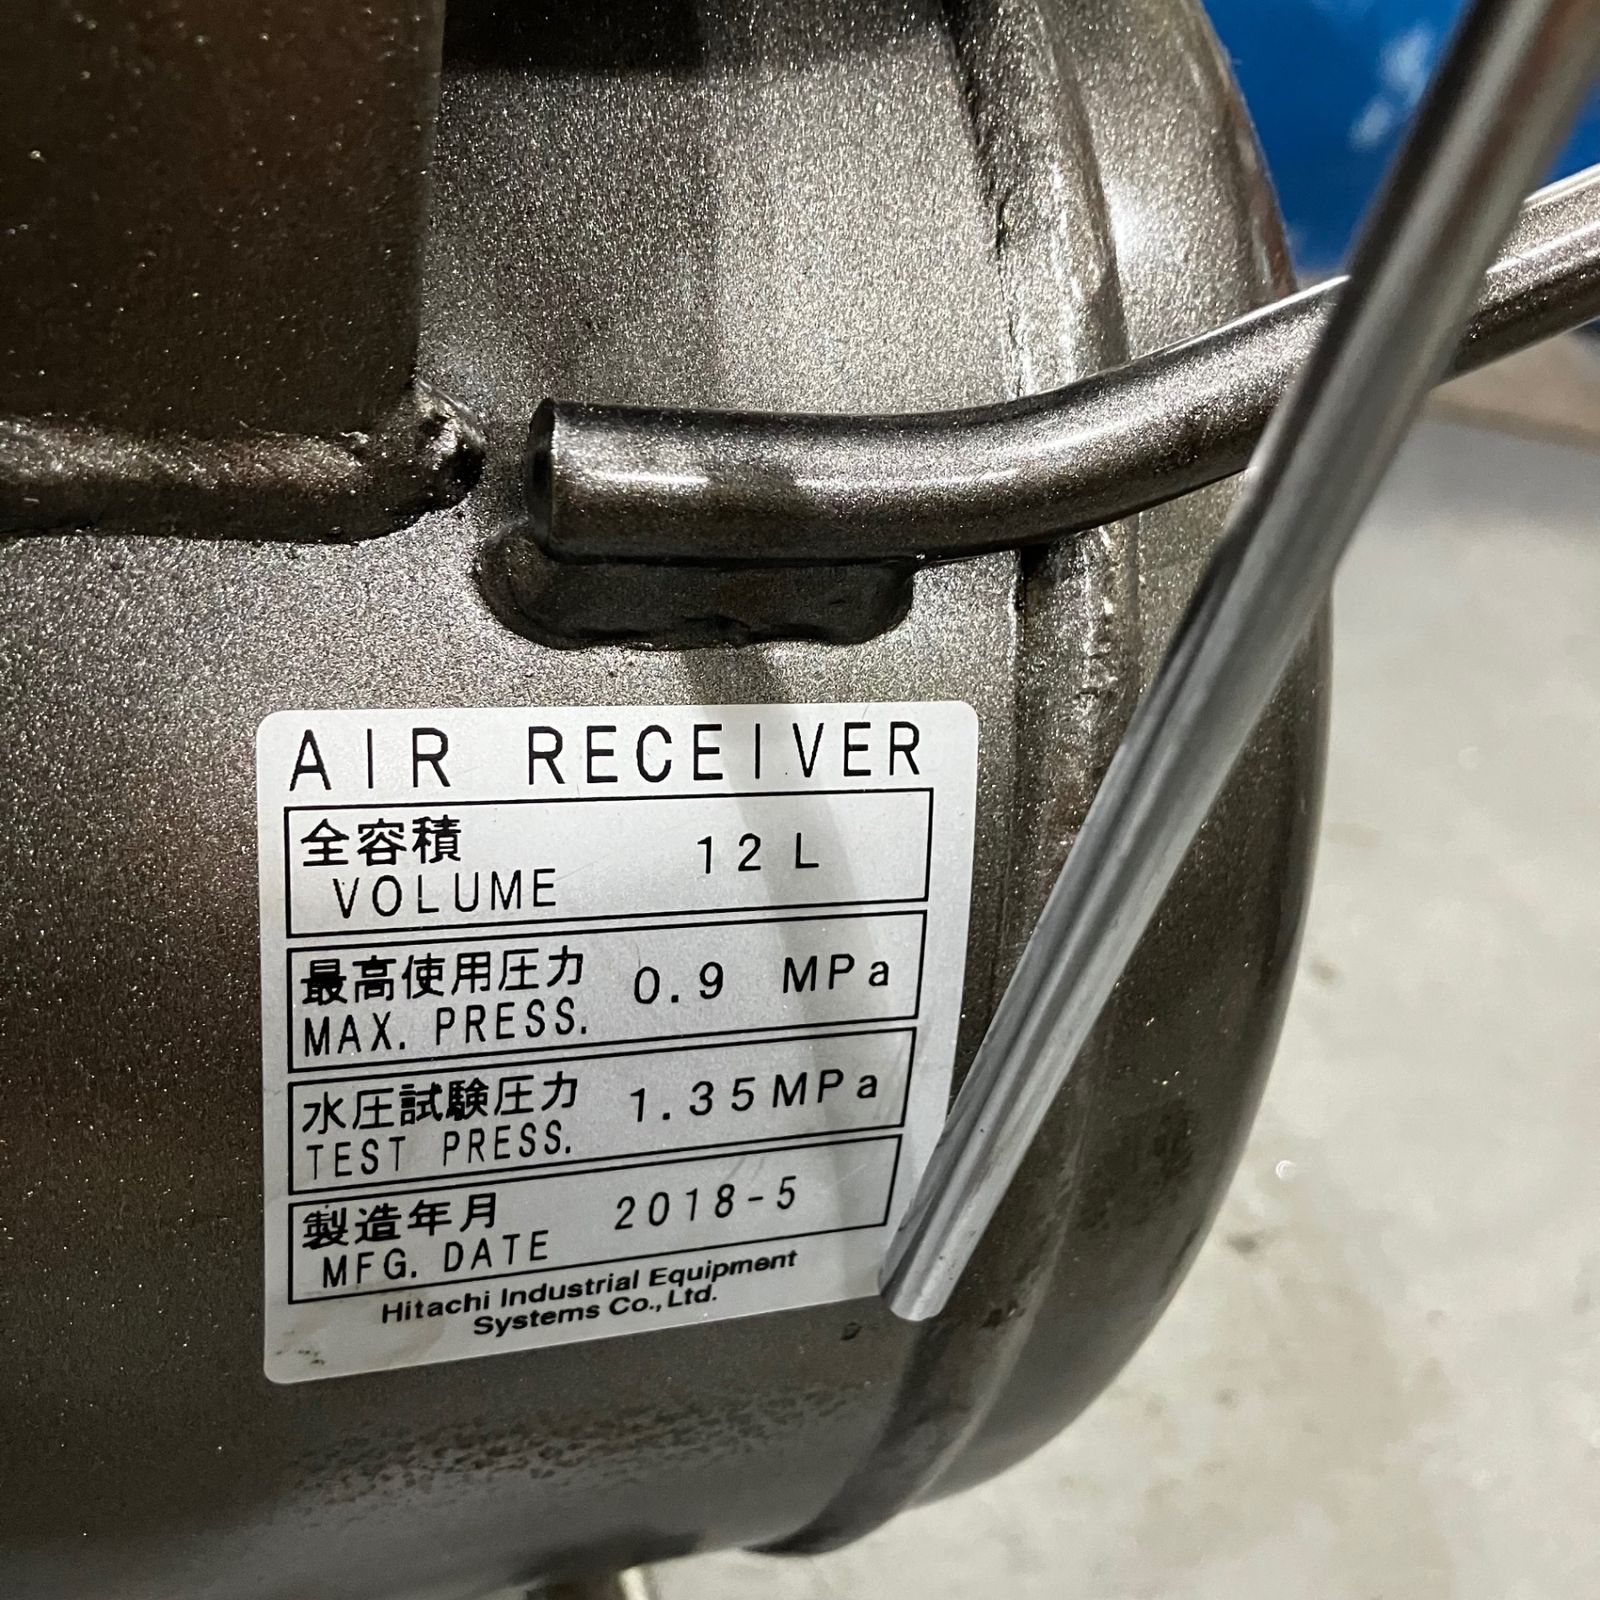 AIR RECEIVER
全容積 12 L
VOLUME
最高使用圧力 0.9 MPa
MAX. PRESS.
水圧試験圧力 1.35MPa
TEST PRESS.
製造年月 2018-5
MFG. DATE
Hitachi Industrial Equipment
Systems Co., Ltd.